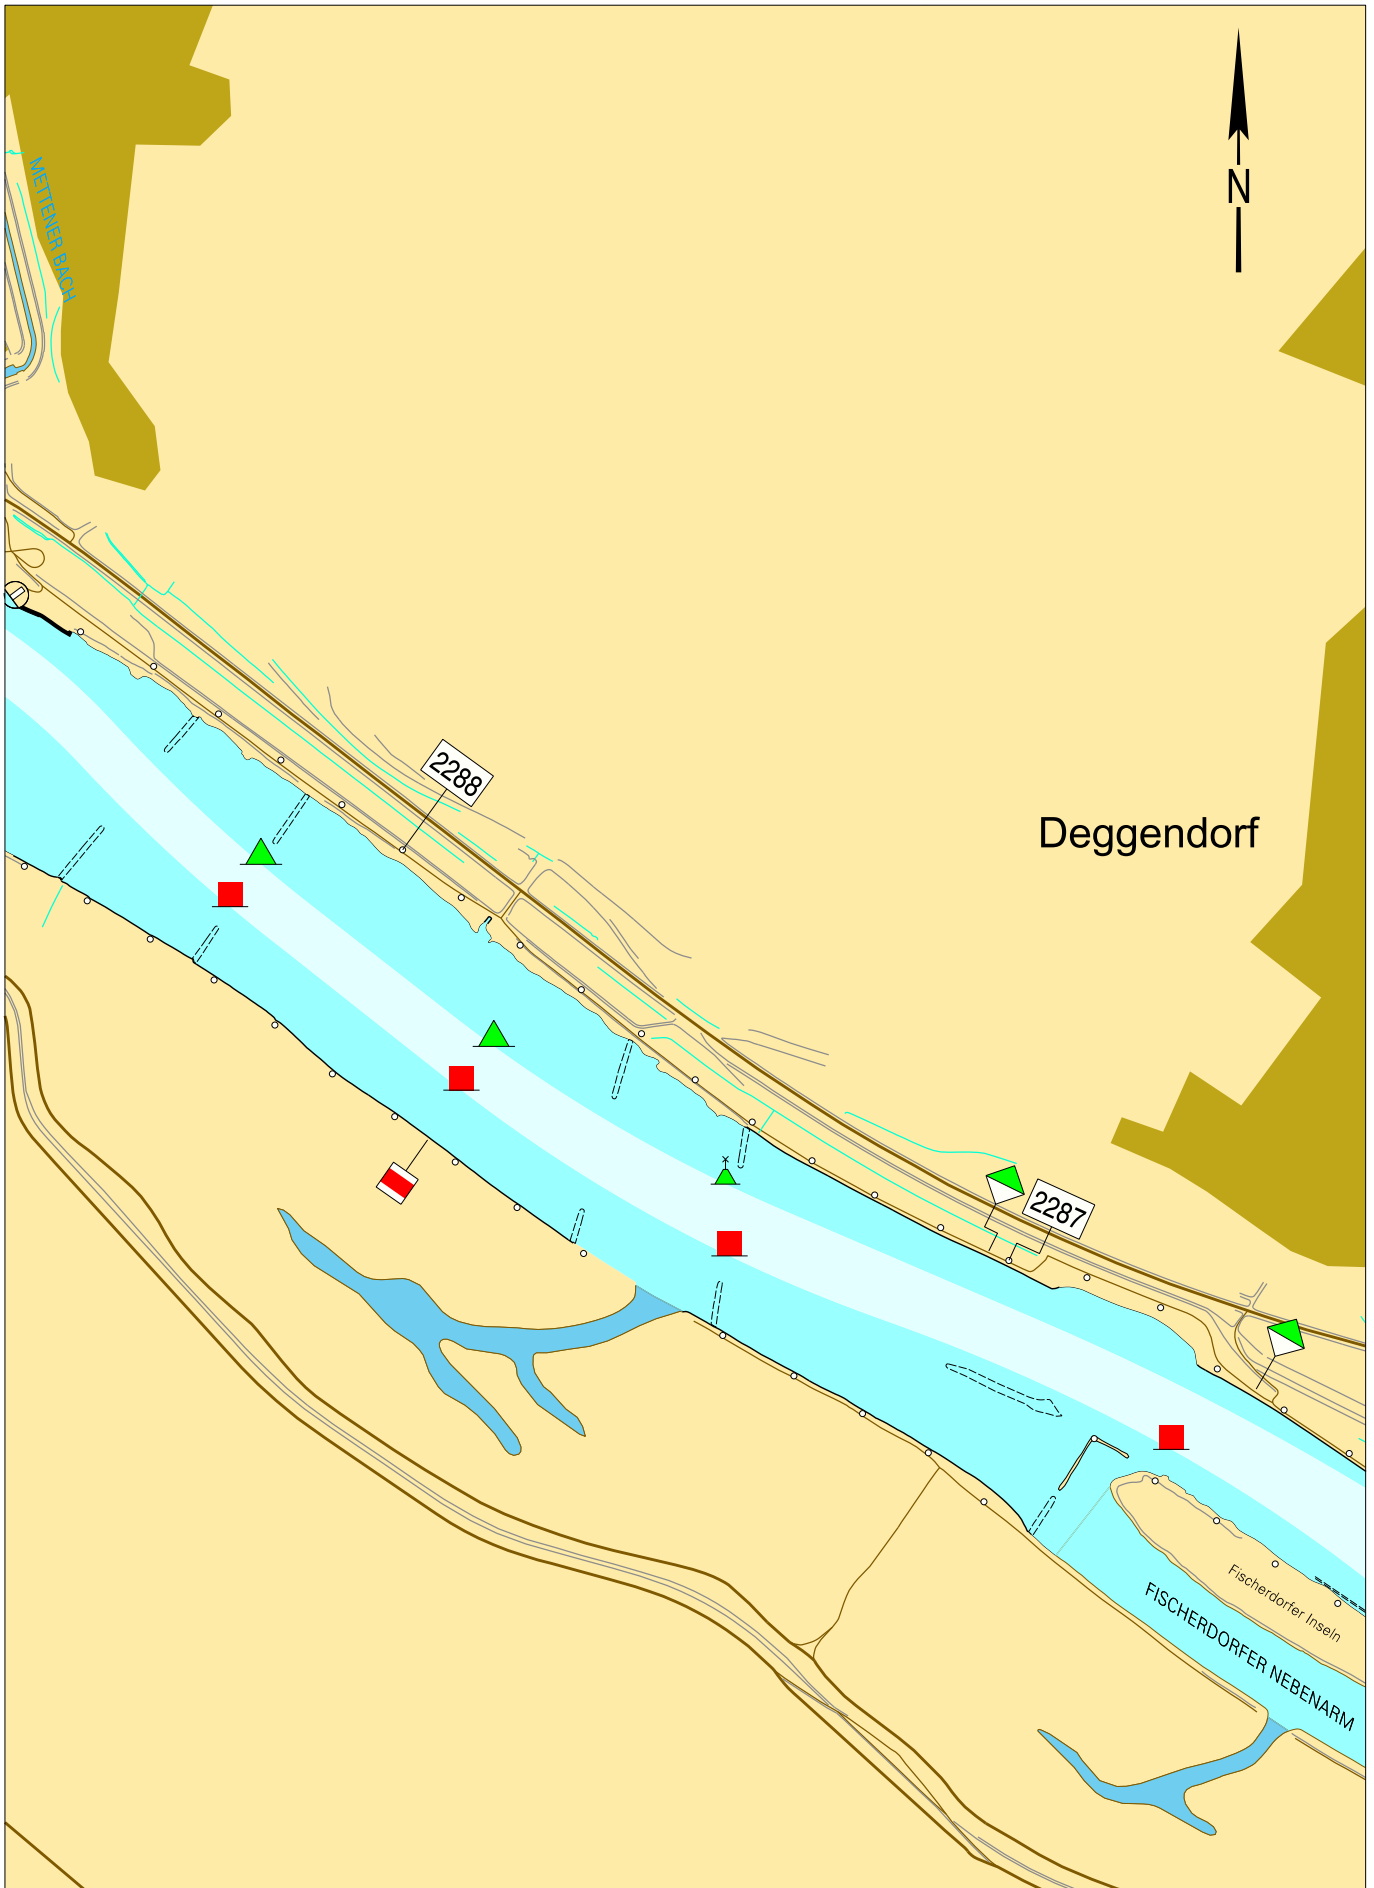 N
METTENER BACH
2288
Deggendorf
2287
Fischerdorfer Inseln
FISCHERDORFER NEBENARM